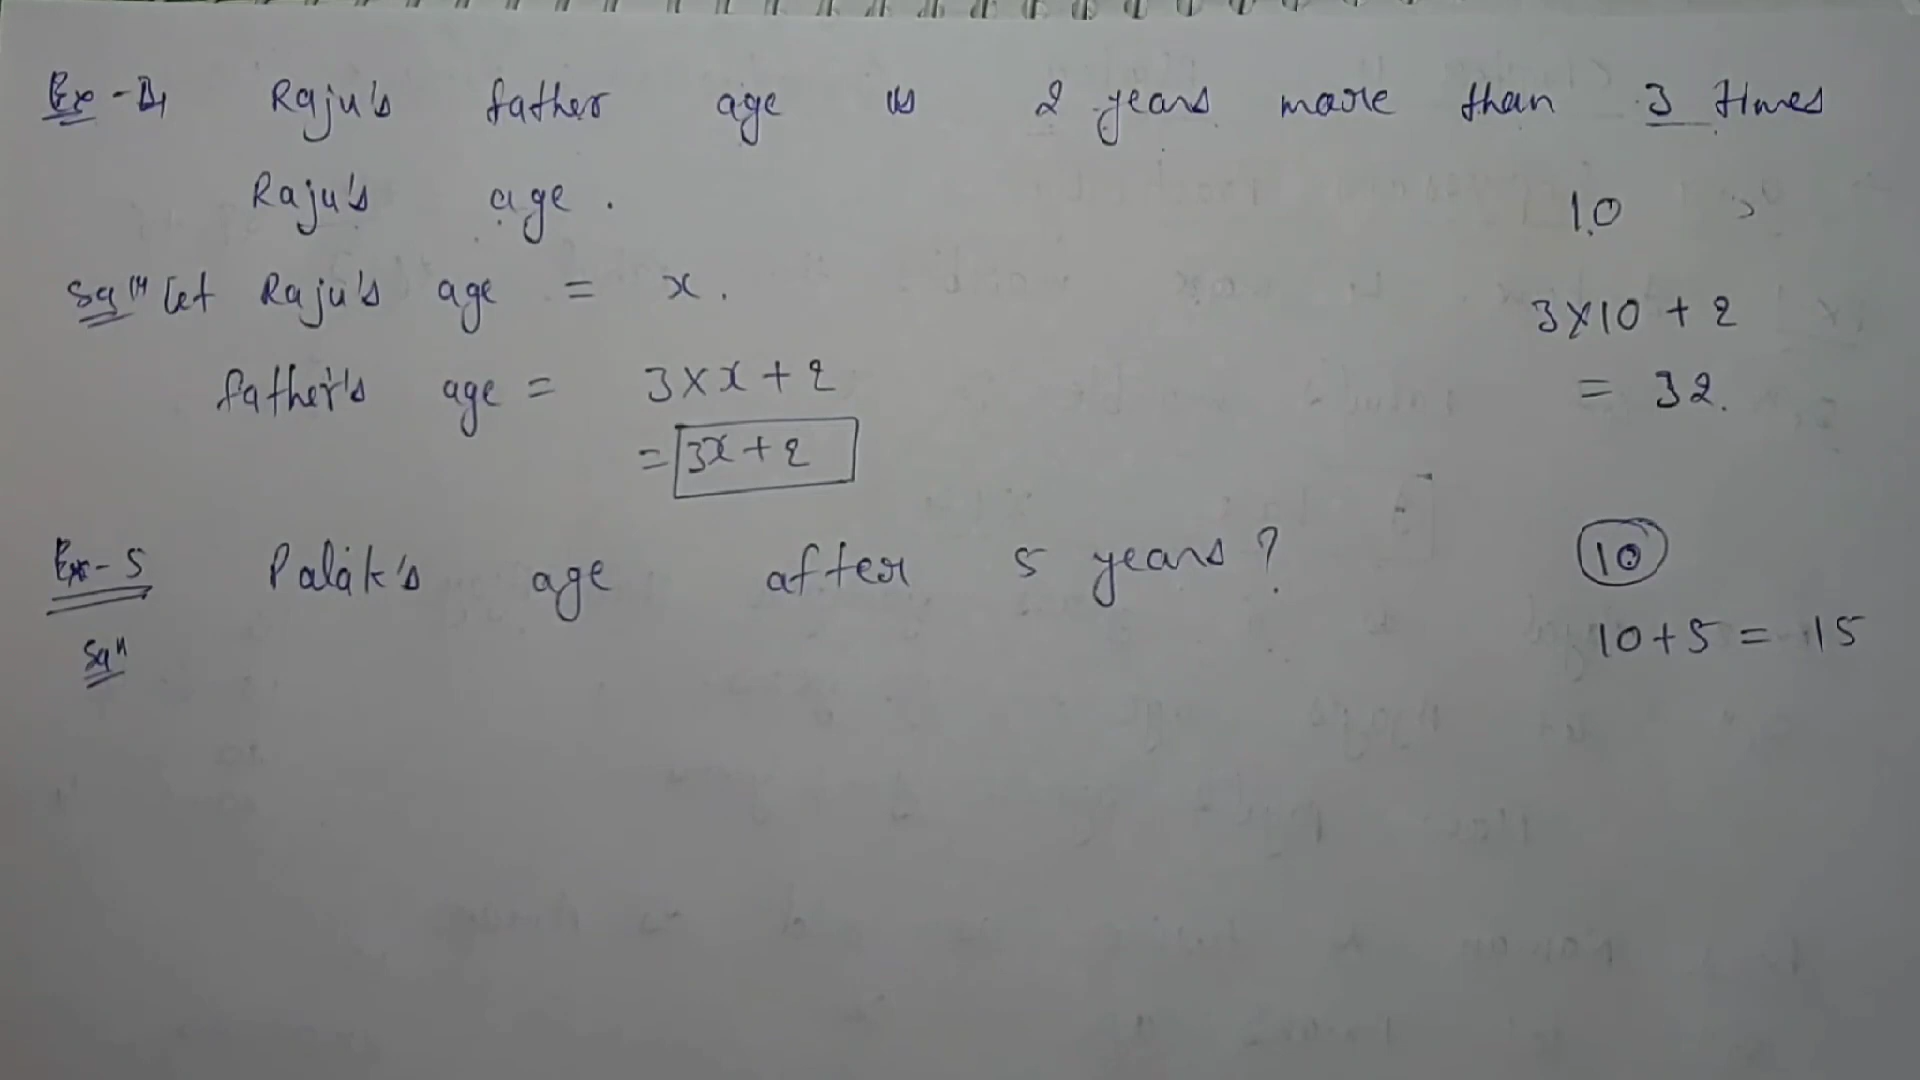 Ex-4 Raju's father age is 2 years more than 3 times
Raju's age.
10
Sol^n Let Raju's age = x.
3×10+2
father's age = 3×x+2
= 32.
= 3x+2
Ex-5 Palak's age after 5 years?
10
10+5 = 15
Sol^n